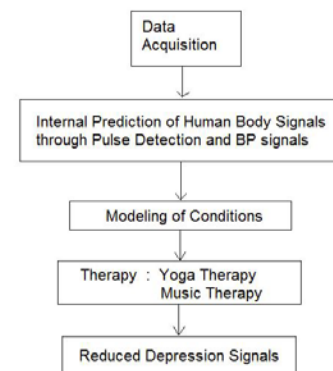 Data
Acquisition
Internal Prediction of Human Body Signals
through Pulse Detection and BP signals
Modeling of Conditions
Therapy : Yoga Therapy
Music Therapy
Reduced Depression Signals